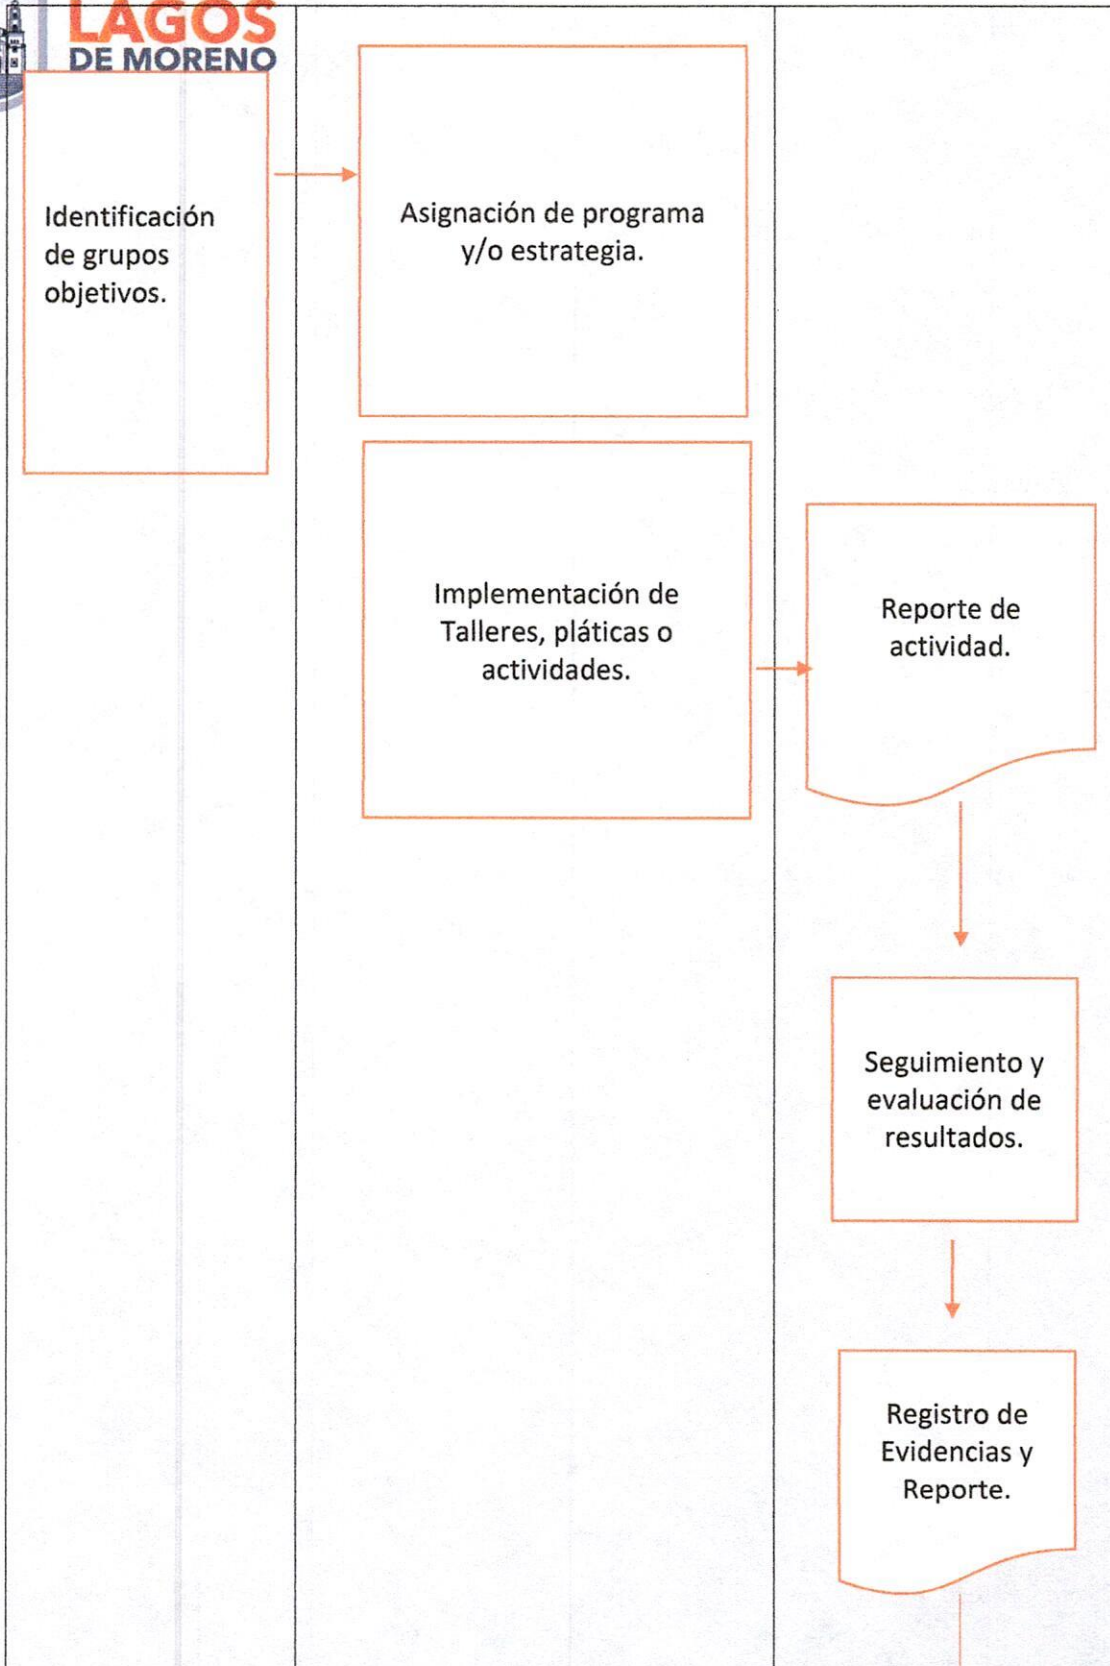 LAGOS
DE MORENO
Identificación
de grupos
objetivos.
Asignación de programa
y/o estrategia.
Implementación de
Talleres, pláticas o
actividades.
Reporte de
actividad.
Seguimiento y
evaluación de
resultados.
Registro de
Evidencias y
Reporte.